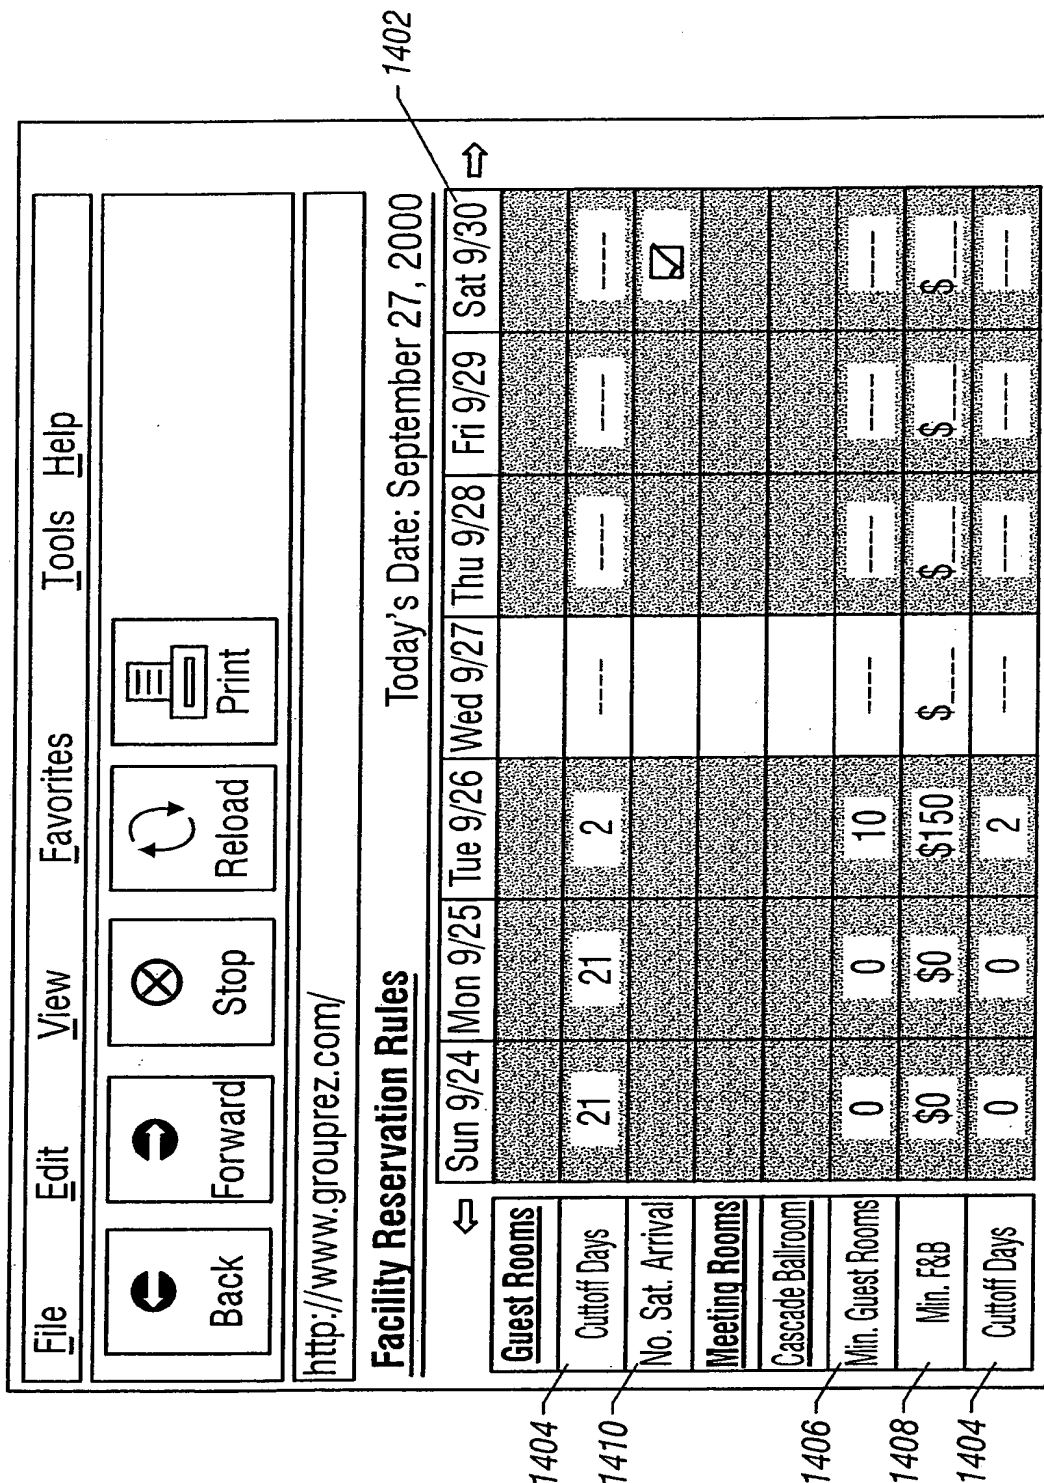 File Edit View Favorites Tools Help
Back Forward Stop Reload Print
http://www.grouprez.com/
Facility Reservation Rules
Today's Date: September 27, 2000
Sun 9/24 Mon 9/25 Tue 9/26 Wed 9/27 Thu 9/28 Fri 9/29 Sat 9/30
1402
Guest Rooms
1404 Cuttoff Days 21 21 2 ---- ---- ---- ----
1410 No. Sat. Arrival
Meeting Rooms
Cascade Ballroom
1406 Min. Guest Rooms 0 0 10 ---- ---- ---- ----
1408 Min. F&B $0 $0 $150 $---- $---- $---- $----
1404 Cuttoff Days 0 0 2 ---- ---- ---- ----